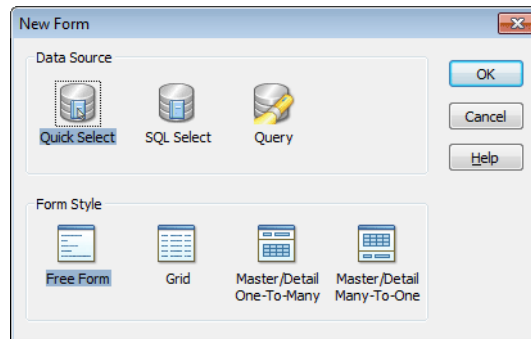 New Form
Data Source
Quick Select
SQL Select
Query
OK
Cancel
Help
Form Style
Free Form
Grid
Master/Detail
One-To-Many
Master/Detail
Many-To-One